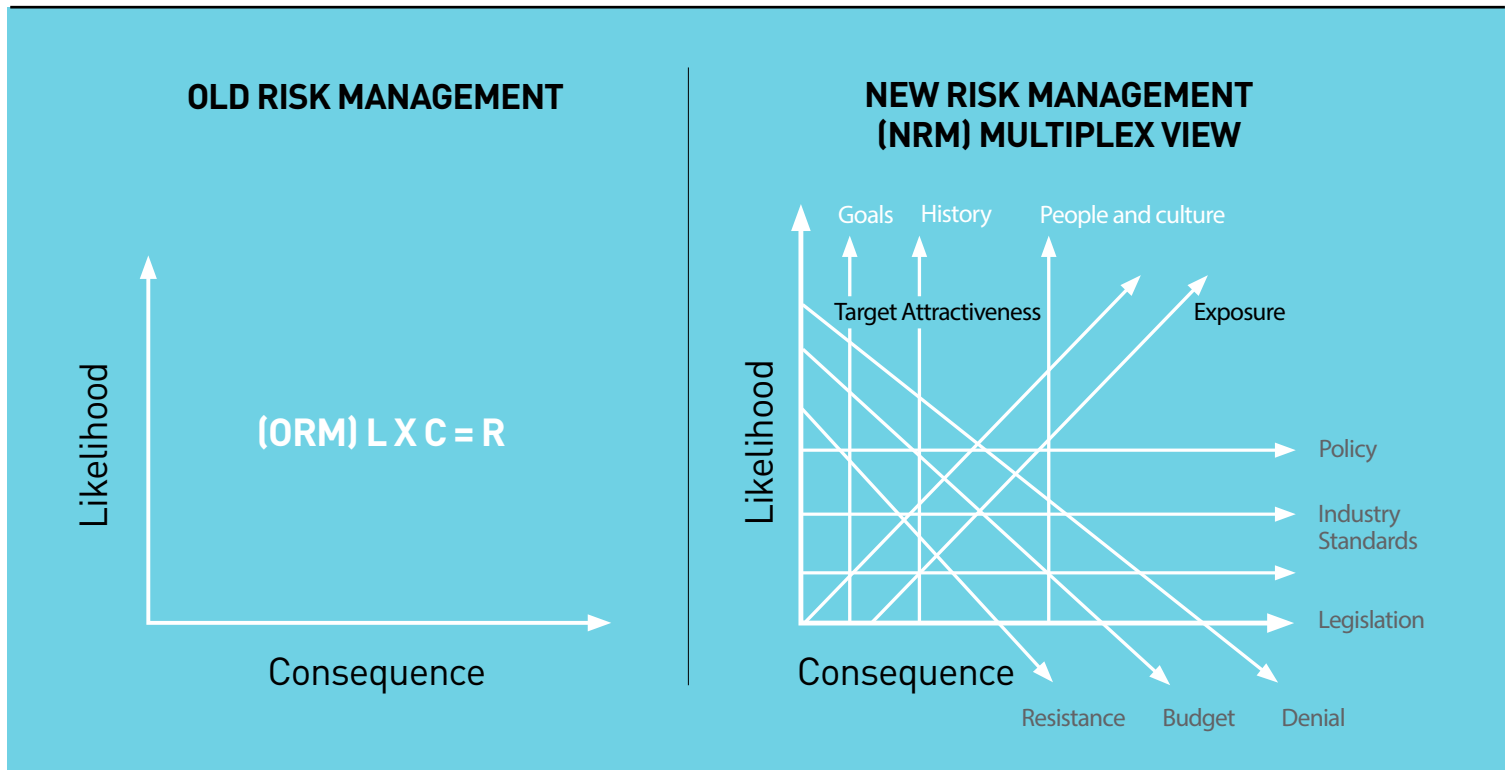 OLD RISK MANAGEMENT
Likelihood
(ORM) L X C = R
Consequence
NEW RISK MANAGEMENT
(NRM) MULTIPLEX VIEW
Goals
History
People and culture
Target Attractiveness
Exposure
Likelihood
Policy
Industry
Standards
Legislation
Consequence
Resistance
Budget
Denial